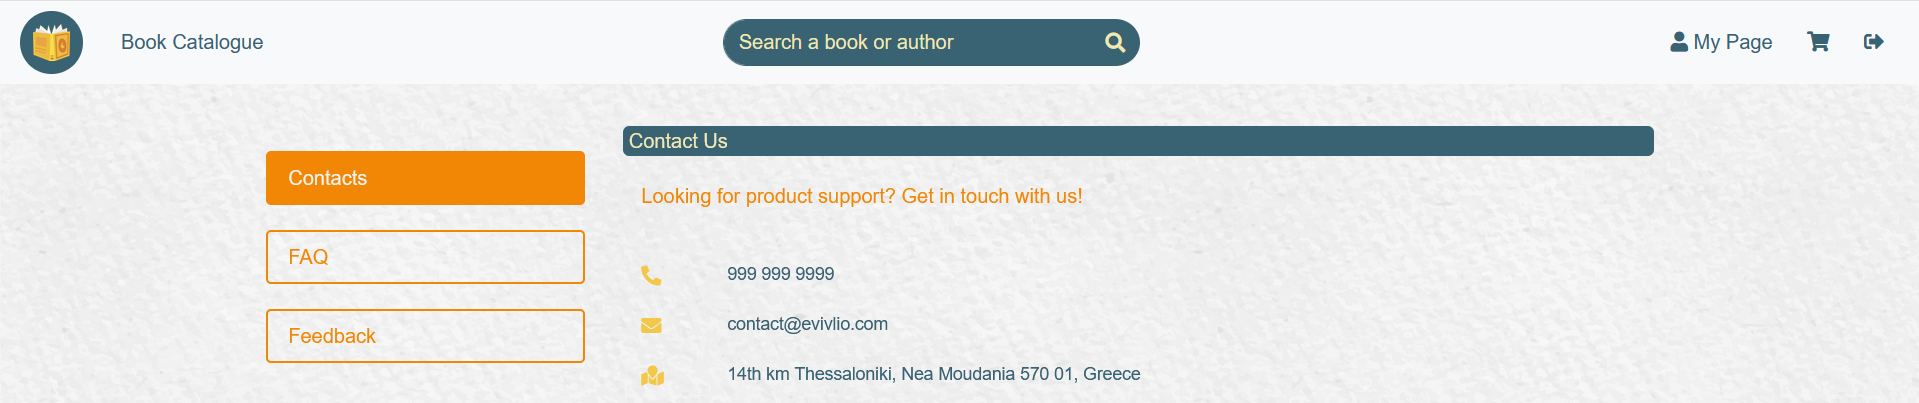 Book Catalogue
Search a book or author
My Page
Contacts
FAQ
Feedback
Contact Us
Looking for product support? Get in touch with us!
999 999 9999
contact@evivlio.com
14th km Thessaloniki, Nea Moudania 570 01, Greece